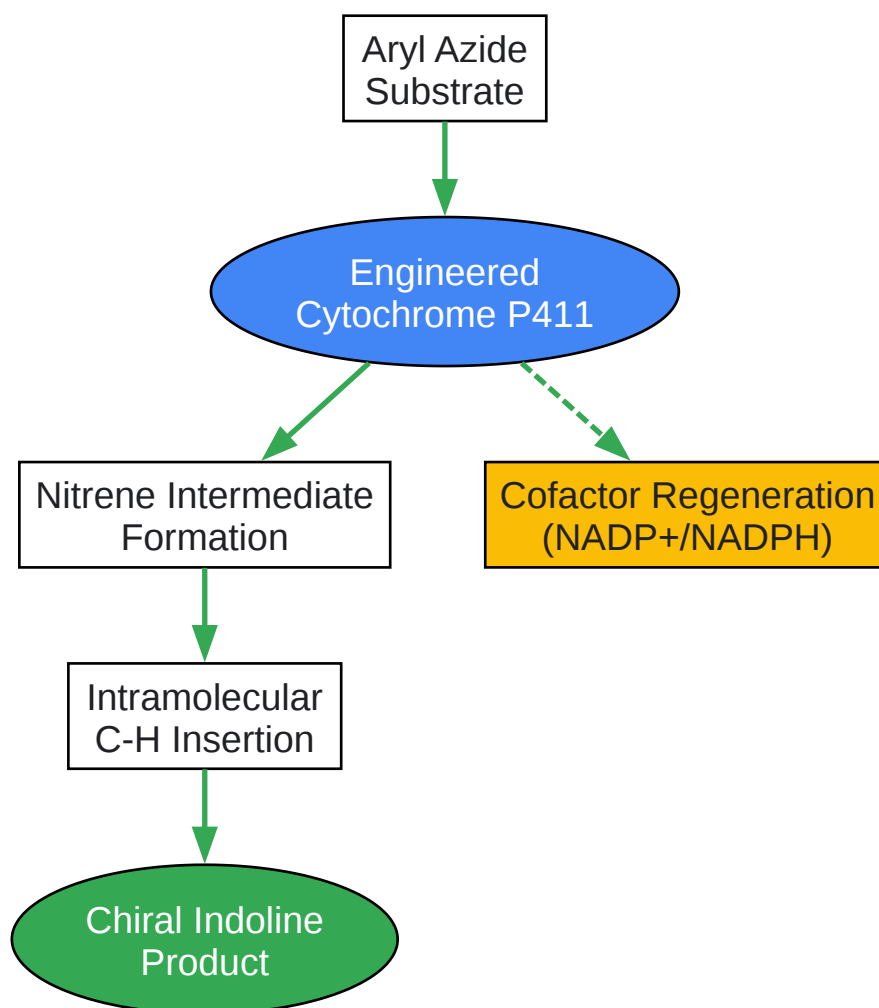 Aryl Azide
Substrate
Engineered
Cytochrome P411
Nitrene Intermediate
Formation
Cofactor Regeneration
(NADP+/NADPH)
Intramolecular
C-H Insertion
Chiral Indoline
Product